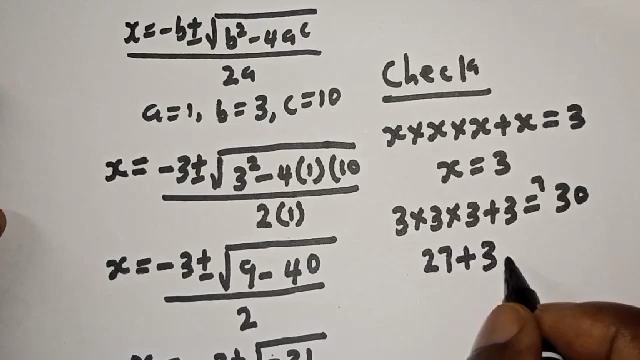 x=-b±√b²-4ac
2a
a=1, b=3, c=10
x= -3±√3²-4(1)(10
2(1)
x= -3±√9-40
2
Check
x×x×x+x=3
x=3
3×3×3+3=? 30
27+3